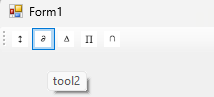 Form1
↕ ∂ ∆ ∏ ∩
tool2